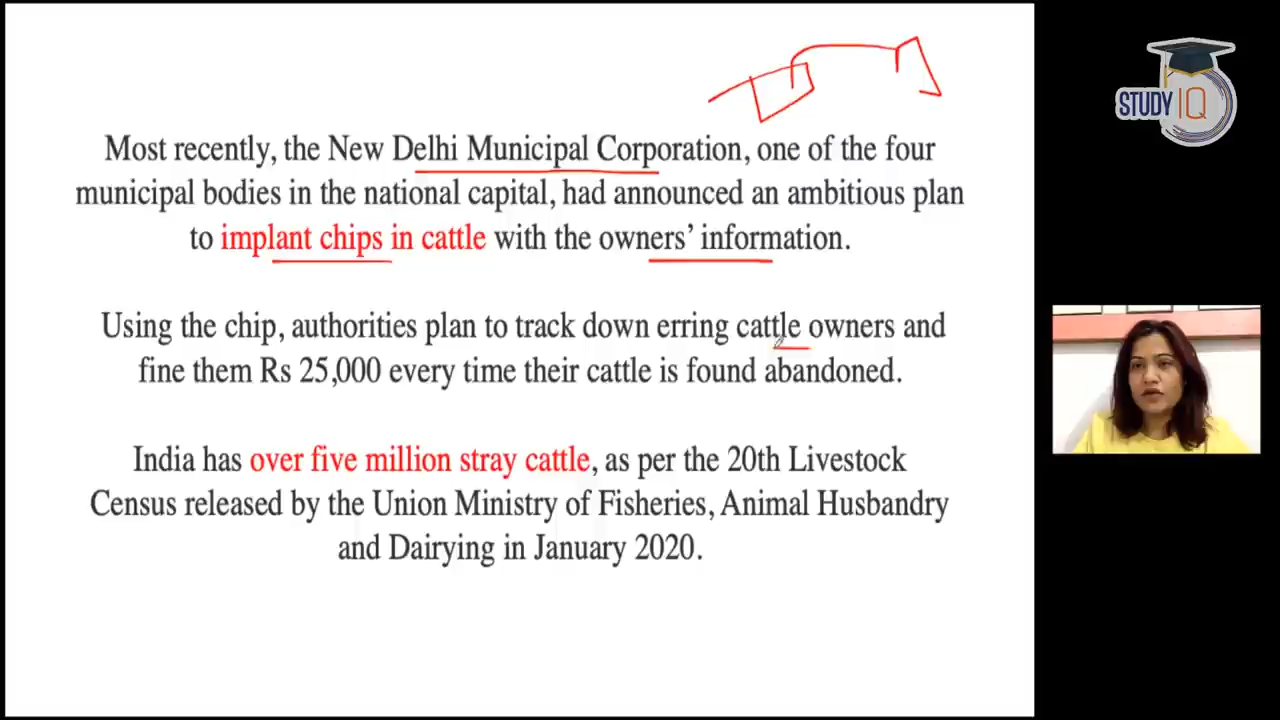 STUDY IQ
Most recently, the New Delhi Municipal Corporation, one of the four
municipal bodies in the national capital, had announced an ambitious plan
to implant chips in cattle with the owners’ information.
Using the chip, authorities plan to track down erring cattle owners and
fine them Rs 25,000 every time their cattle is found abandoned.
India has over five million stray cattle, as per the 20th Livestock
Census released by the Union Ministry of Fisheries, Animal Husbandry
and Dairying in January 2020.